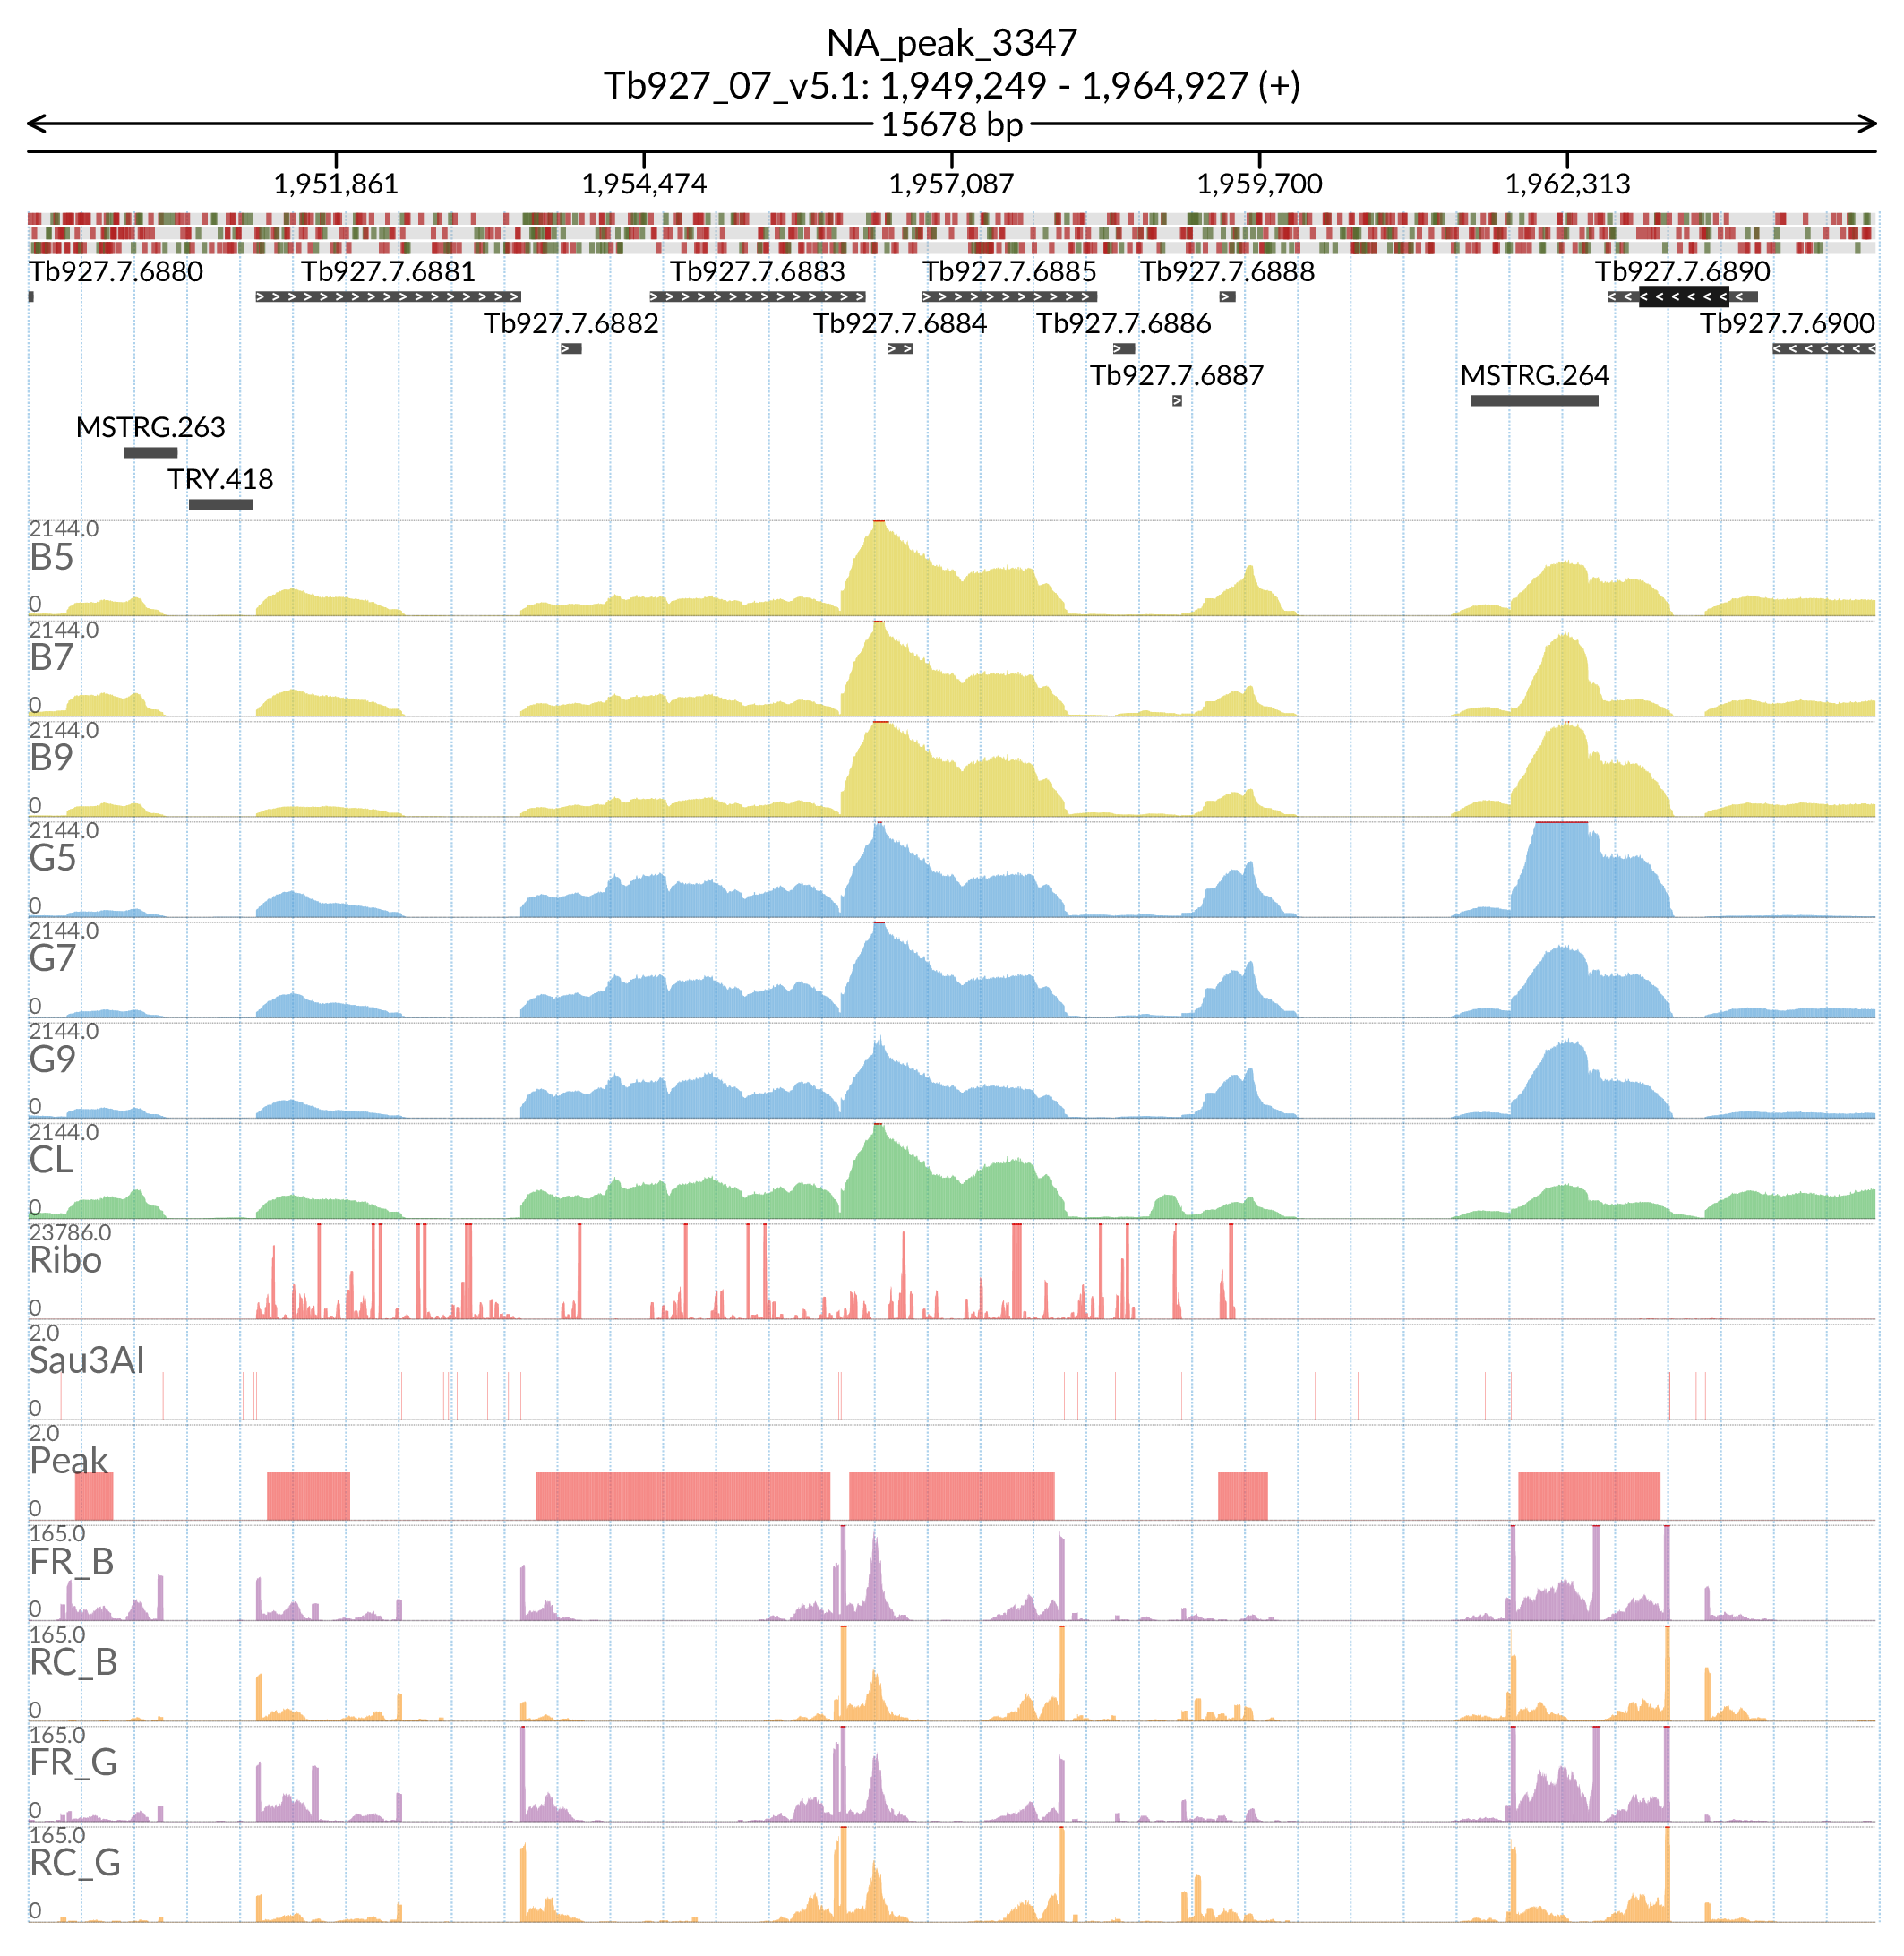 NA_peak_3347
Tb927_07_v5.1: 1,949,249 - 1,964,927 (+)
15678 bp
1,951,861 1,954,474 1,957,087 1,959,700 1,962,313
Tb927.7.6880 Tb927.7.6881 Tb927.7.6883 Tb927.7.6885 Tb927.7.6888 Tb927.7.6890
Tb927.7.6882 Tb927.7.6884 Tb927.7.6886 Tb927.7.6900
Tb927.7.6887 MSTRG.264
MSTRG.263
TRY.418
2144.0
B5
0
2144.0
B7
0
2144.0
B9
0
2144.0
G5
0
2144.0
G7
0
2144.0
G9
0
2144.0
CL
0
23786.0
Ribo
0
2.0
Sau3AI
0
2.0
Peak
0
165.0
FR_B
0
165.0
RC_B
0
165.0
FR_G
0
165.0
RC_G
0